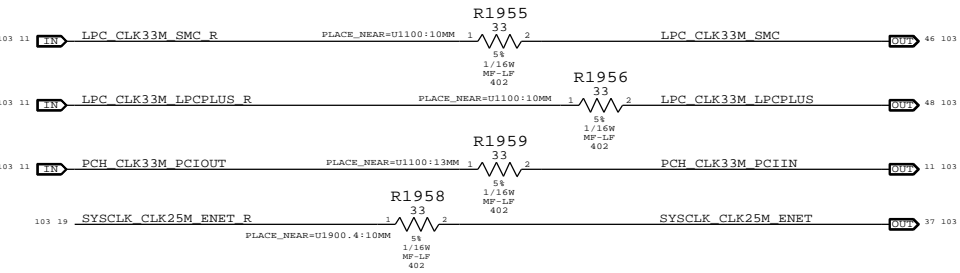 R1955
33
103 11 IN LPC_CLK33M_SMC_R PLACE_NEAR=U1100:10MM 1 2 LPC_CLK33M_SMC OUT 46 103
5%
1/16W
MF-LF
402
R1956
33
103 11 IN LPC_CLK33M_LPCPLUS_R PLACE_NEAR=U1100:10MM 1 2 LPC_CLK33M_LPCPLUS OUT 48 103
5%
1/16W
MF-LF
402
R1959
33
103 11 IN PCH_CLK33M_PCIOUT PLACE_NEAR=U1100:13MM 1 2 PCH_CLK33M_PCIIN OUT 11 103
5%
1/16W
MF-LF
402
R1958
33
103 19 SYSCLK_CLK25M_ENET_R 1 2 SYSCLK_CLK25M_ENET OUT 37 103
PLACE_NEAR=U1900.4:10MM
5%
1/16W
MF-LF
402